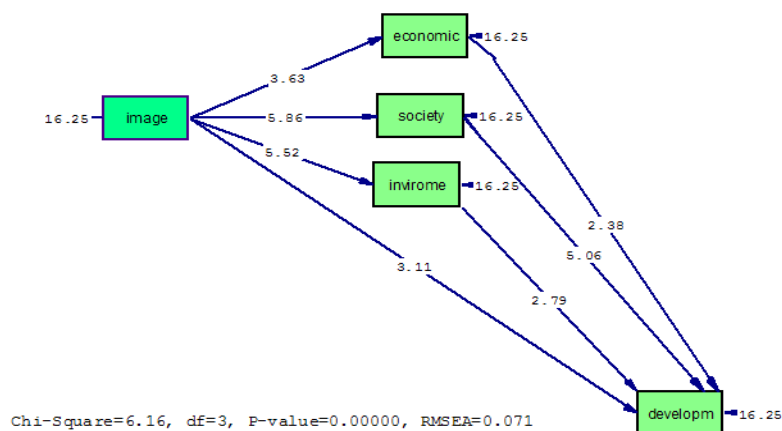 economic
16.25
3.63
16.25
image
5.86
society
16.25
5.52
invirome
16.25
2.38
5.06
3.11
2.79
developm
16.25
Chi-Square=6.16, df=3, P-value=0.00000, RMSEA=0.071